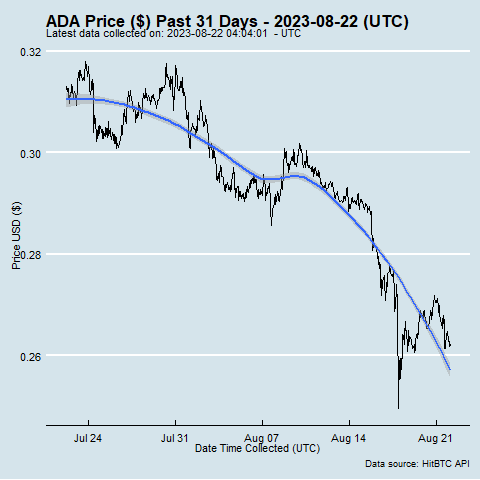 ADA Price ($) Past 31 Days - 2023-08-22 (UTC)
Latest data collected on: 2023-08-22 04:04:01  - UTC
0.32
0.30
0.28
0.26
Price USD ($)
Jul 24
Jul 31
Aug 07
Aug 14
Aug 21
Date Time Collected (UTC)
Data source: HitBTC API